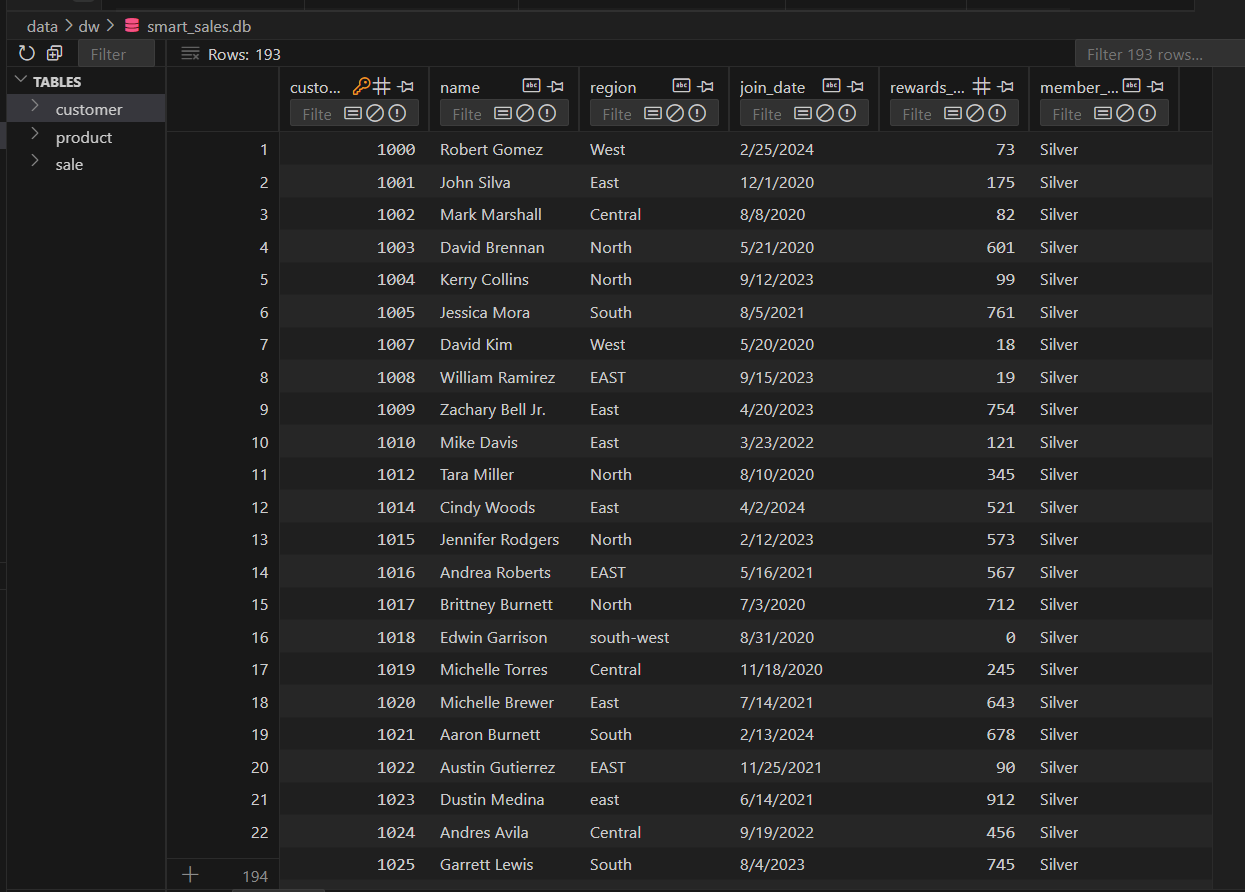 data > dw > smart_sales.db
Filter
Rows: 193
Filter 193 rows...
TABLES
customer
product
sale
custo... name region join_date rewards_... member_...
Filte Filte Filte Filte Filte Filte
1 1000 Robert Gomez West 2/25/2024 73 Silver
2 1001 John Silva East 12/1/2020 175 Silver
3 1002 Mark Marshall Central 8/8/2020 82 Silver
4 1003 David Brennan North 5/21/2020 601 Silver
5 1004 Kerry Collins North 9/12/2023 99 Silver
6 1005 Jessica Mora South 8/5/2021 761 Silver
7 1007 David Kim West 5/20/2020 18 Silver
8 1008 William Ramirez EAST 9/15/2023 19 Silver
9 1009 Zachary Bell Jr. East 4/20/2023 754 Silver
10 1010 Mike Davis East 3/23/2022 121 Silver
11 1012 Tara Miller North 8/10/2020 345 Silver
12 1014 Cindy Woods East 4/2/2024 521 Silver
13 1015 Jennifer Rodgers North 2/12/2023 573 Silver
14 1016 Andrea Roberts EAST 5/16/2021 567 Silver
15 1017 Brittney Burnett North 7/3/2020 712 Silver
16 1018 Edwin Garrison south-west 8/31/2020 0 Silver
17 1019 Michelle Torres Central 11/18/2020 245 Silver
18 1020 Michelle Brewer East 7/14/2021 643 Silver
19 1021 Aaron Burnett South 2/13/2024 678 Silver
20 1022 Austin Gutierrez EAST 11/25/2021 90 Silver
21 1023 Dustin Medina east 6/14/2021 912 Silver
22 1024 Andres Avila Central 9/19/2022 456 Silver
1025 Garrett Lewis South 8/4/2023 745 Silver
194